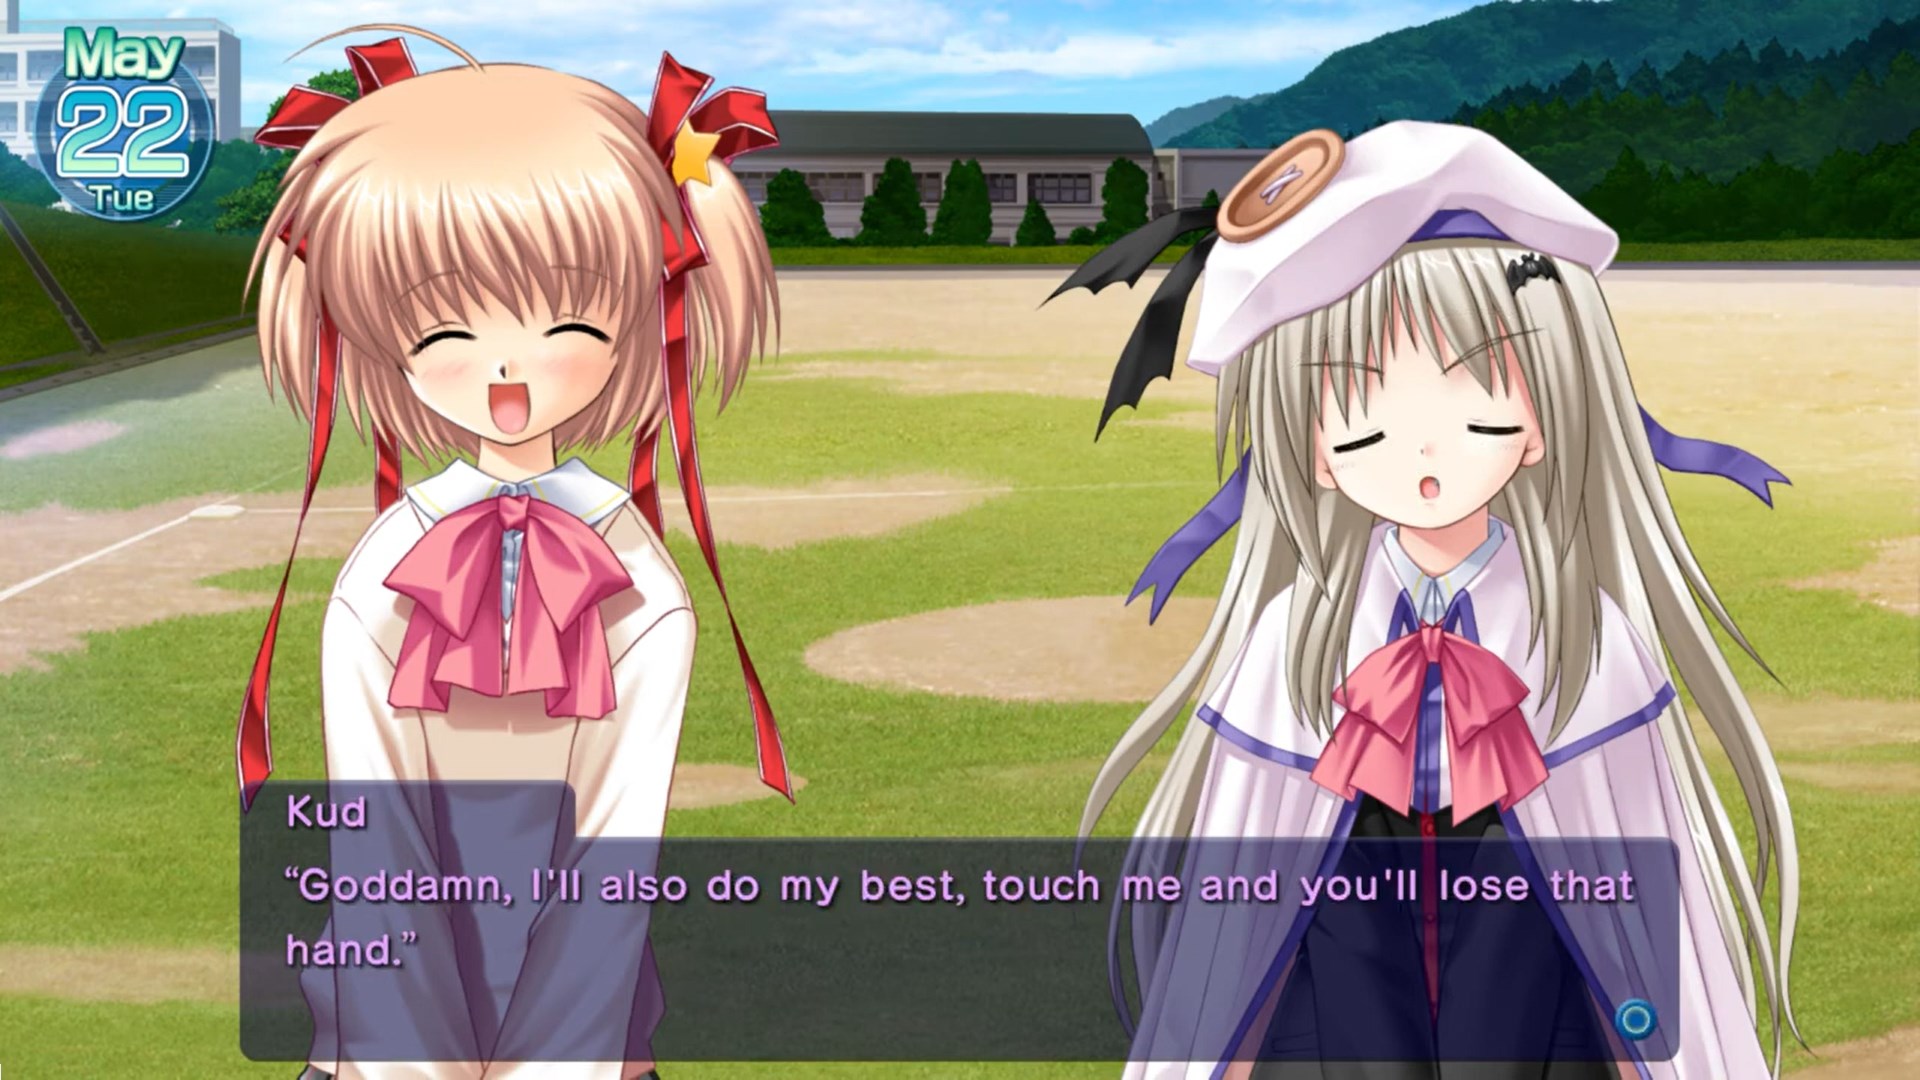 May
22
Tue
Kud
“Goddamn, I'll also do my best, touch me and you'll lose that
hand.”